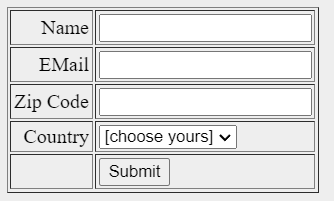 Name
EMail
Zip Code
Country [choose yours]
Submit